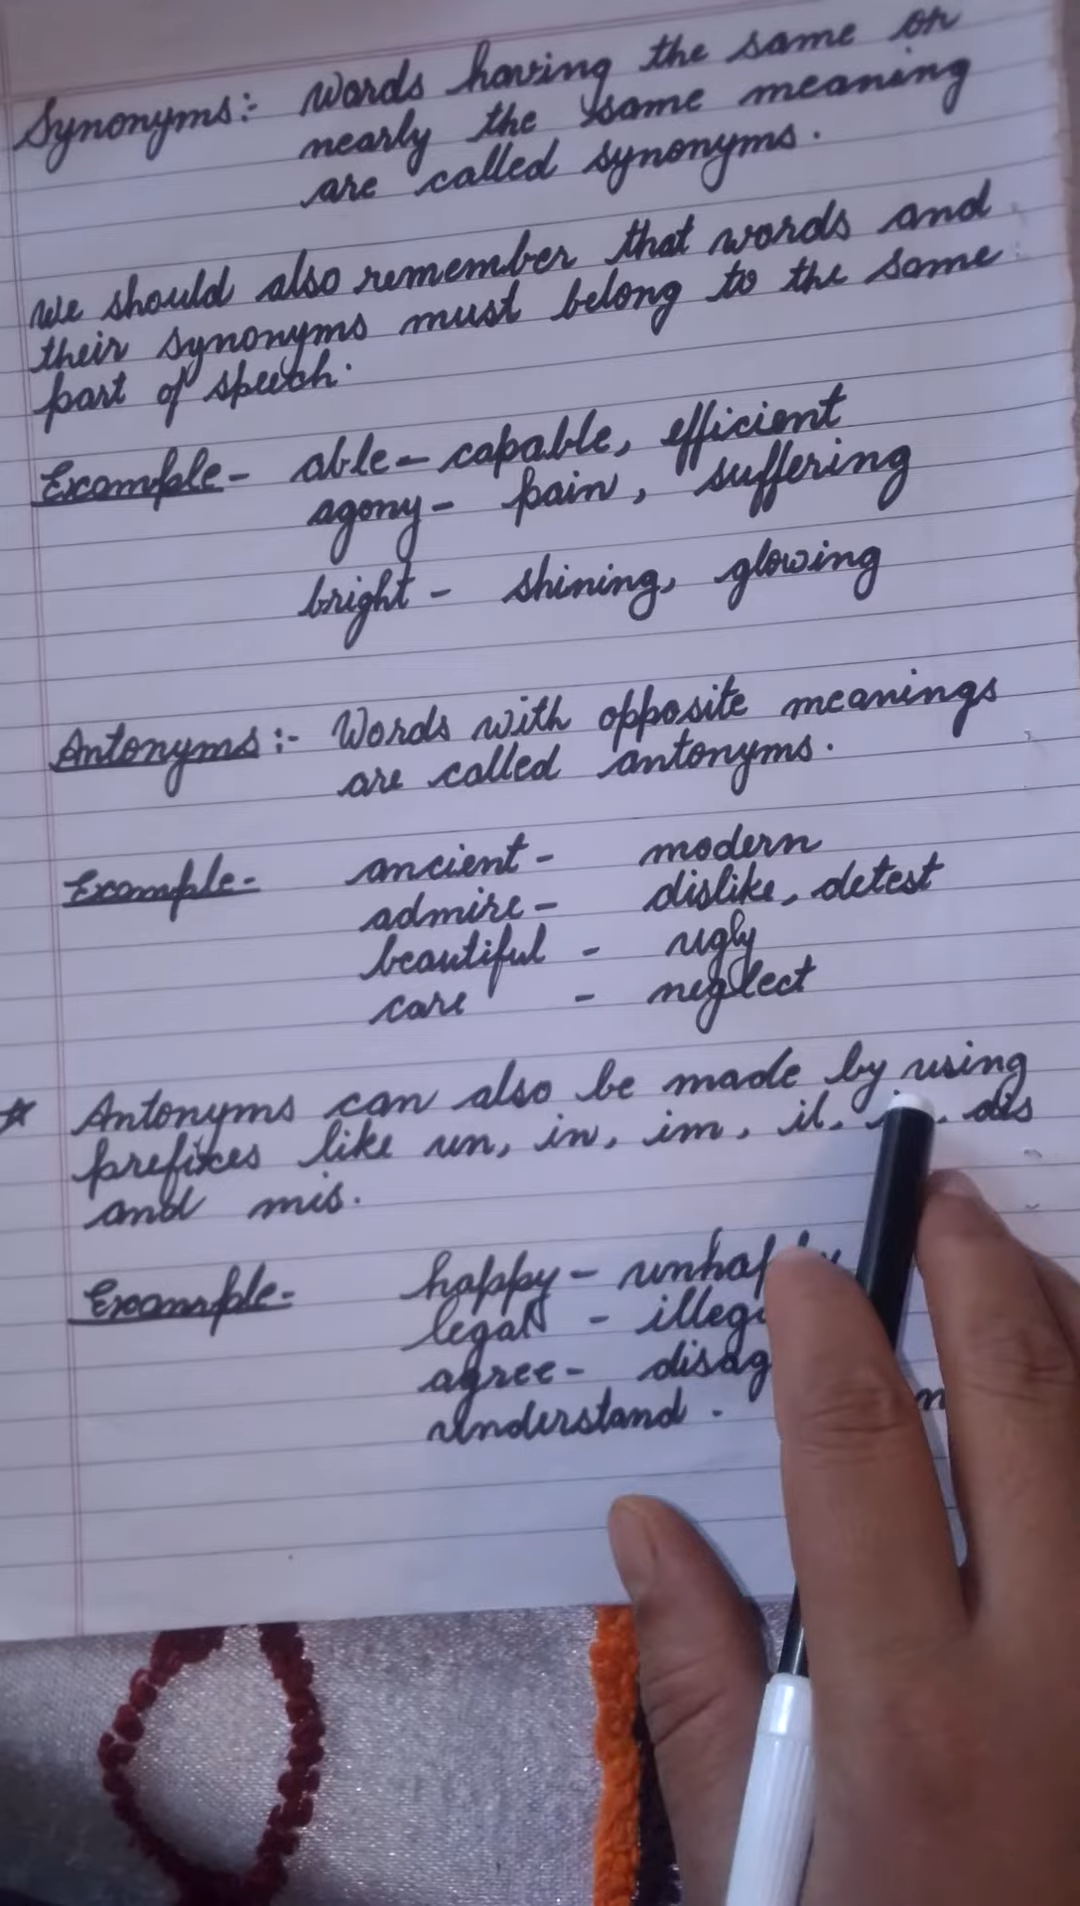 Synonyms:- Words having the same or
nearly the same meaning
are called synonyms.
We should also remember that words and
their synonyms must belong to the same
part of speech.
Example- able- capable, efficient
agony- pain, suffering
bright- shining, glowing
Antonyms:- Words with opposite meanings
are called antonyms.
Example- ancient- modern
admire- dislike, detest
beautiful - ugly
care - neglect
☆ Antonyms can also be made by using
prefixes like un, in, im, il, dis
and mis.
Example- happy- unhappy
legal - 
agree- 
understand -